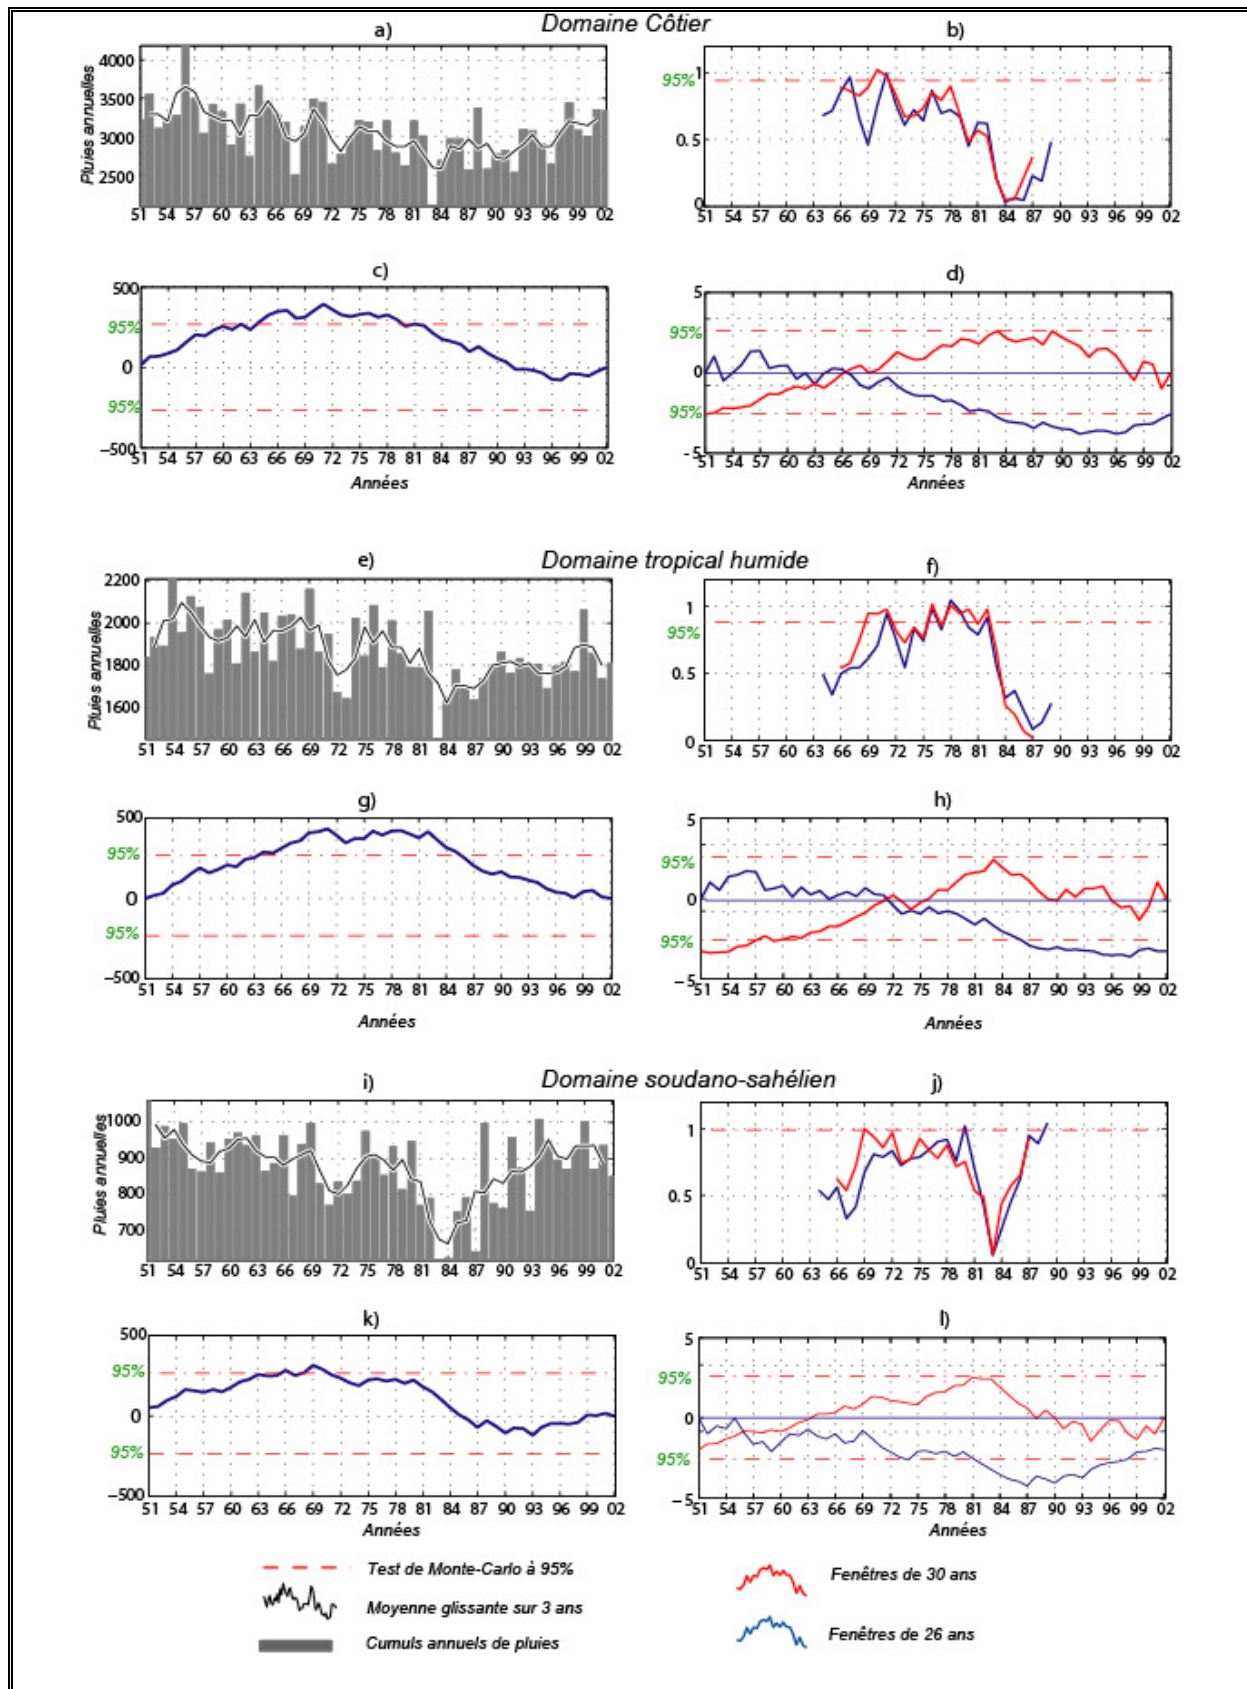 Domaine Côtier
a)
b)
Pluies annuelles
4000
3500
3000
2500
51 54 57 60 63 66 69 72 75 78 81 84 87 90 93 96 99 02
95%
1
0.5
0
51 54 57 60 63 66 69 72 75 78 81 84 87 90 93 96 99 02
c)
d)
500
95%
0
95%
−500
51 54 57 60 63 66 69 72 75 78 81 84 87 90 93 96 99 02
Années
5
95%
0
95%
-5
51 54 57 60 63 66 69 72 75 78 81 84 87 90 93 96 99 02
Années
Domaine tropical humide
e)
f)
Pluies annuelles
2200
2000
1800
1600
51 54 57 60 63 66 69 72 75 78 81 84 87 90 93 96 99 02
1
95%
0.5
0
51 54 57 60 63 66 69 72 75 78 81 84 87 90 93 96 99 02
g)
h)
500
95%
0
95%
−500
51 54 57 60 63 66 69 72 75 78 81 84 87 90 93 96 99 02
Années
5
95%
0
95%
−5
51 54 57 60 63 66 69 72 75 78 81 84 87 90 93 96 99 02
Années
Domaine soudano-sahélien
i)
j)
Pluies annuelles
1000
900
800
700
51 54 57 60 63 66 69 72 75 78 81 84 87 90 93 96 99 02
1
0.5
0
51 54 57 60 63 66 69 72 75 78 81 84 87 90 93 96 99 02
k)
l)
500
95%
0
95%
−500
51 54 57 60 63 66 69 72 75 78 81 84 87 90 93 96 99 02
Années
5
95%
0
95%
−5
51 54 57 60 63 66 69 72 75 78 81 84 87 90 93 96 99 02
Années
Test de Monte-Carlo à 95%
Moyenne glissante sur 3 ans
Cumuls annuels de pluies
Fenêtres de 30 ans
Fenêtres de 26 ans